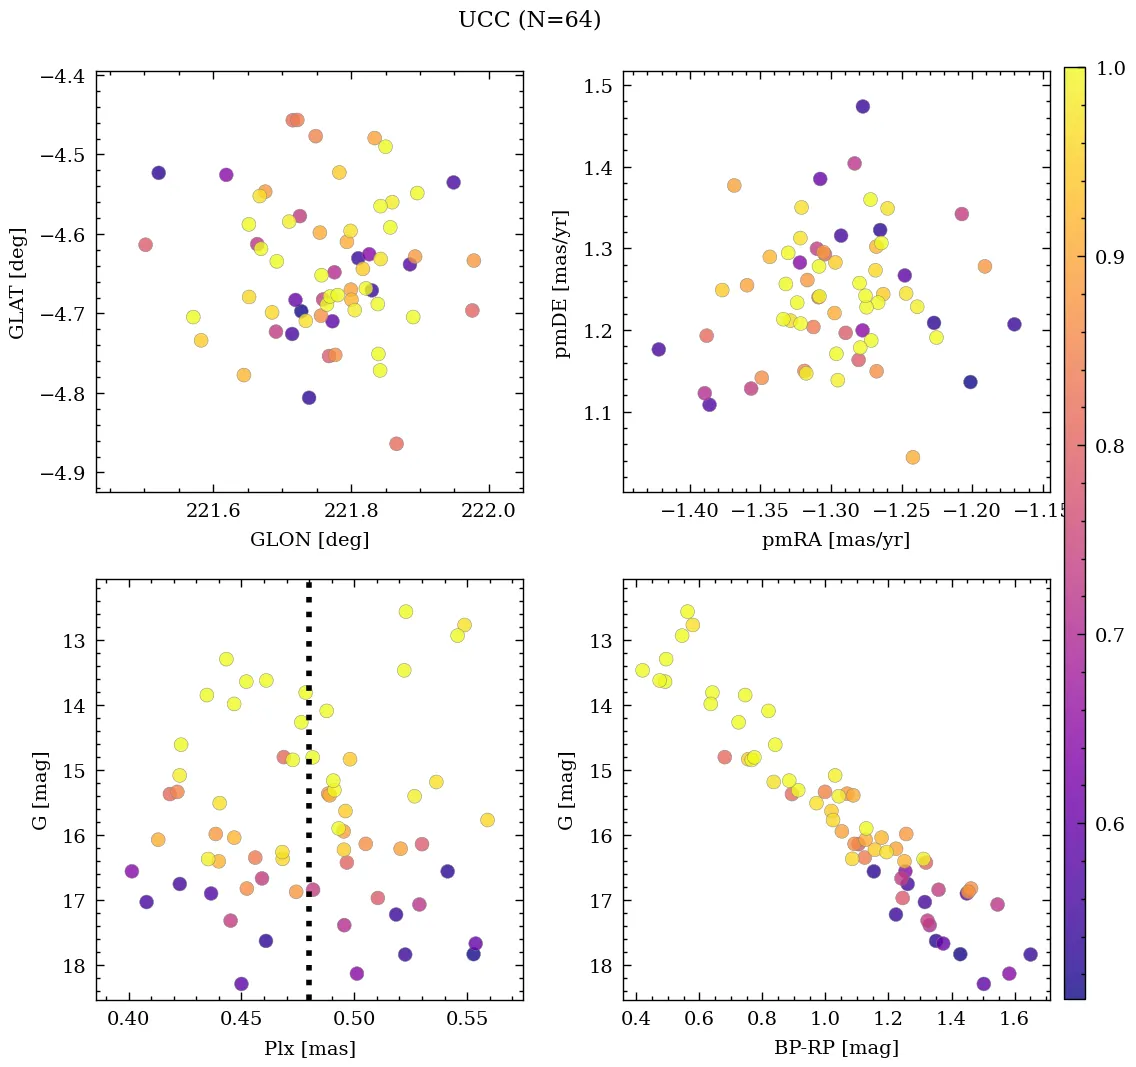 UCC (N=64)
−4.4
−4.5
−4.6
−4.7
−4.8
−4.9
GLAT [deg]
221.6 221.8 222.0
GLON [deg]
1.5
1.4
1.3
1.2
1.1
pmDE [mas/yr]
−1.40 −1.35 −1.30 −1.25 −1.20 −1.15
pmRA [mas/yr]
1.0
0.9
0.8
0.7
0.6
13
14
15
16
17
18
G [mag]
0.40 0.45 0.50 0.55
Plx [mas]
13
14
15
16
17
18
G [mag]
0.4 0.6 0.8 1.0 1.2 1.4 1.6
BP-RP [mag]